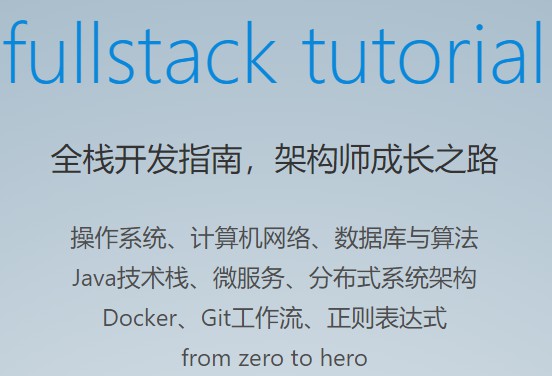 fullstack tutorial
全栈开发指南，架构师成长之路
操作系统、计算机网络、数据库与算法
Java技术栈、微服务、分布式系统架构
Docker、Git工作流、正则表达式
from zero to hero